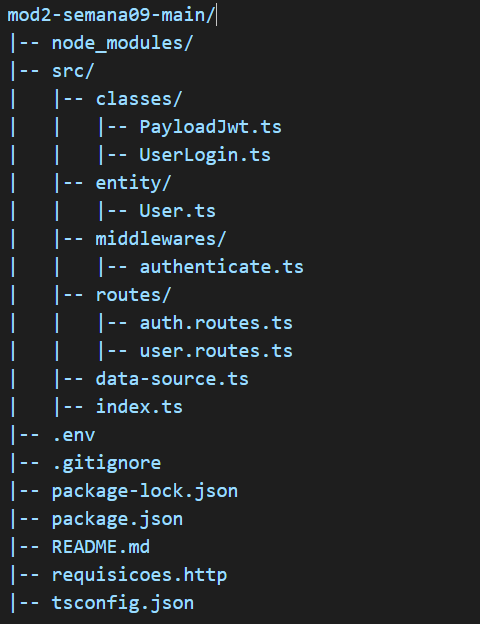 mod2-semana09-main/
|-- node_modules/
|-- src/
|   |-- classes/
|   |   |-- PayloadJwt.ts
|   |   |-- UserLogin.ts
|   |-- entity/
|   |   |-- User.ts
|   |-- middlewares/
|   |   |-- authenticate.ts
|   |-- routes/
|   |   |-- auth.routes.ts
|   |   |-- user.routes.ts
|   |-- data-source.ts
|   |-- index.ts
|-- .env
|-- .gitignore
|-- package-lock.json
|-- package.json
|-- README.md
|-- requisicoes.http
|-- tsconfig.json